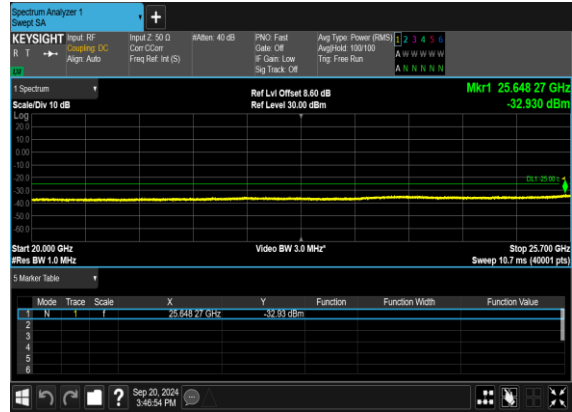 Spectrum Analyzer 1
Swept SA
+
KEYSIGHT Input: RF Input Z: 50 Ω #Atten: 40 dB PNO: Fast Avg Type: Power (RMS) 1 2 3 4 5 6
R T Coupling: DC Corr CCorr Gate: Off Avg|Hold: 100/100 A W W W W W
Align: Auto Freq Ref: Int (S) IF Gain: Low Trig: Free Run
Sig Track: Off A N N N N N
1 Spectrum Ref Lvl Offset 8.60 dB Mkr1 25.648 27 GHz
Scale/Div 10 dB Ref Level 30.00 dBm -32.930 dBm
Log
20.0
10.0
0.00
-10.0
-20.0
-30.0
-40.0
-50.0
-60.0
Start 20.000 GHz Video BW 3.0 MHz* Stop 25.700 GHz
#Res BW 1.0 MHz Sweep 10.7 ms (40001 pts)
5 Marker Table
Mode Trace Scale X Y Function Function Width Function Value
1 N 1 f 25.648 27 GHz -32.93 dBm
2
3
4
5
6
? Sep 20, 2024
3:46:54 PM